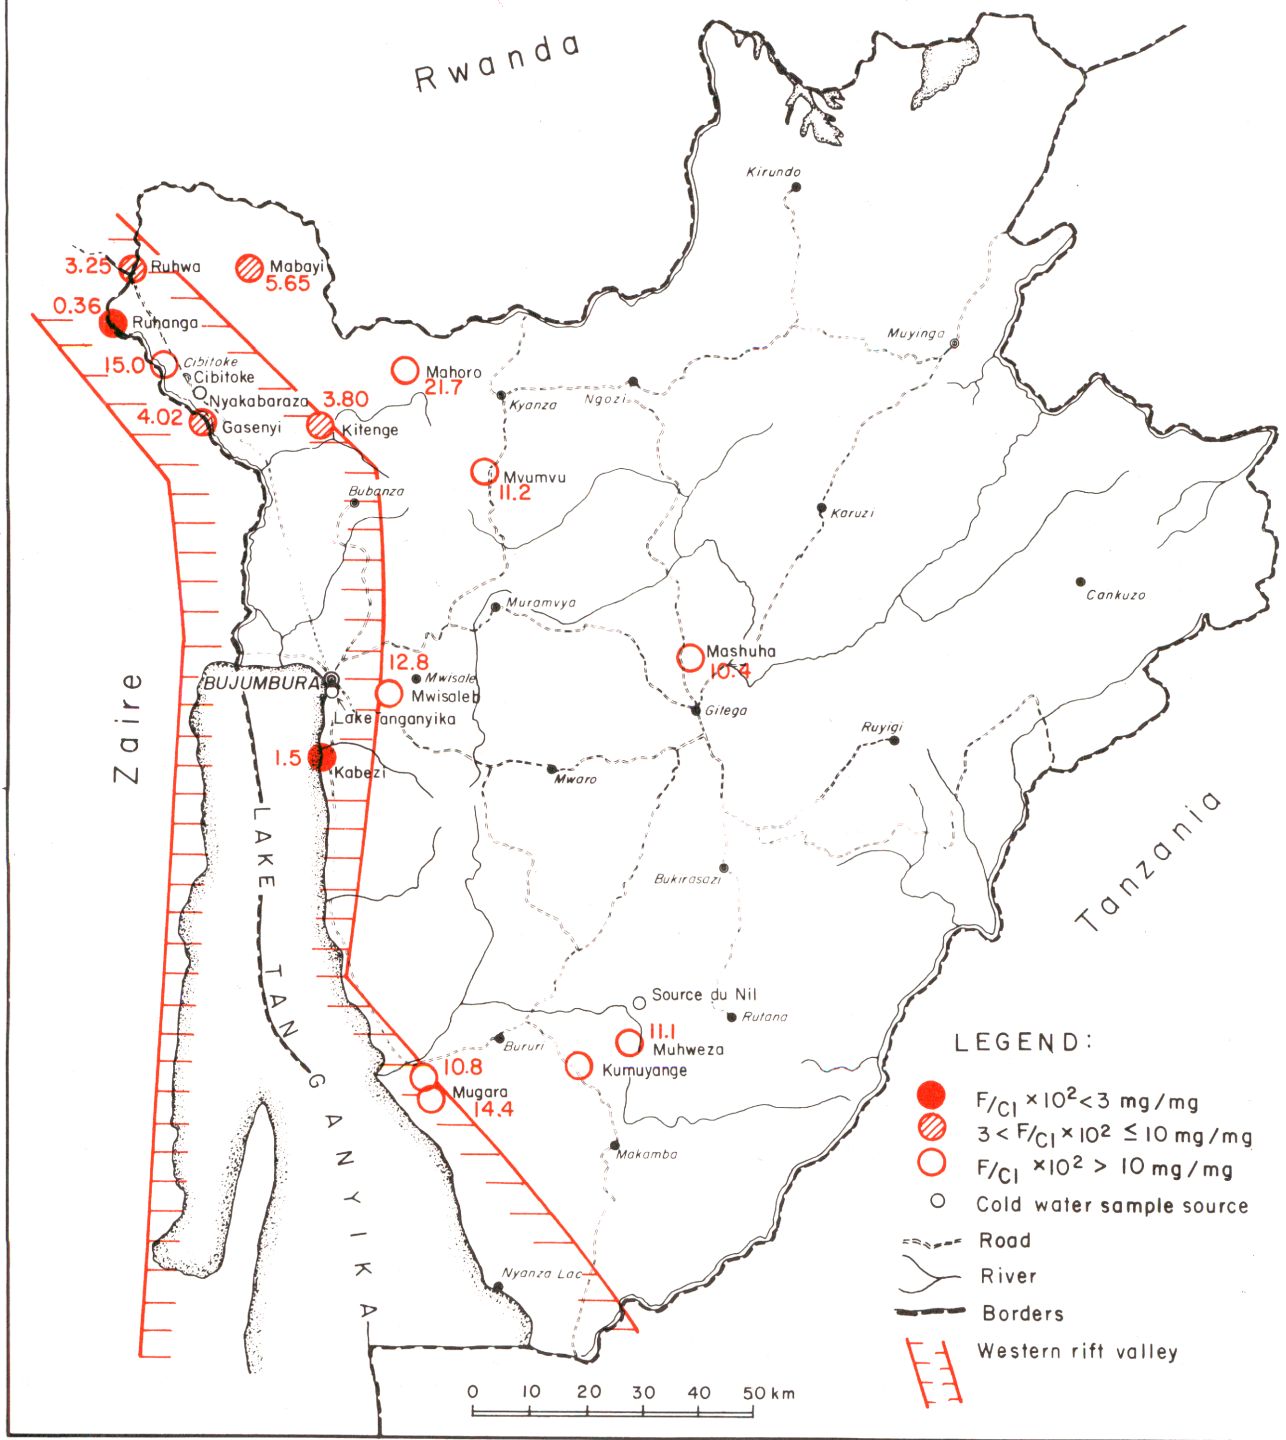 Rwanda
Kirundo
3.25
Ruhwa
Mabayi
5.65
0.36
Ruhanga
Muyinga
15.0
Cibitoke
Cibitoke
Mahoro
21.7
Nyakabaraza
3.80
Kyanza
Ngozi
4.02
Gasenyi
Kitenge
Mvumvu
11.2
Bubanza
Karuzi
Cankuzo
Muramvya
Mashuha
10.4
12.8
Mwisale
BUJUMBURA
Mwisaleb
Lake Tanganyika
Gitega
Zaire
Ruyigi
1.5
Kabezi
Mwaro
Tanzania
LAKE TANGANYIKA
Bukirasazi
Source du Nil
Rutana
11.1
Muhweza
Bururi
Kumuyange
10.8
Mugara
14.4
Makamba
Nyanza Lac
LEGEND:
F/Cl ×10² < 3 mg/mg
3 < F/Cl ×10² ≤ 10 mg/mg
F/Cl ×10² > 10 mg/mg
Cold water sample source
Road
River
Borders
Western rift valley
0 10 20 30 40 50 km